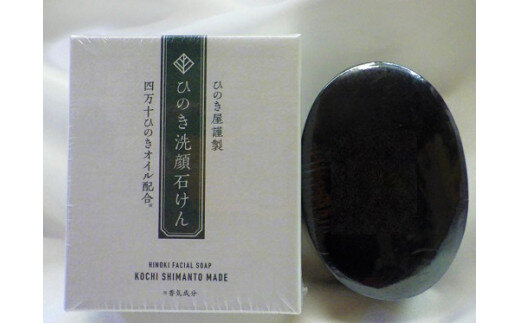 ひのき屋謹製
ひのき洗顔石けん
四万十ひのきオイル配合※
HINOKI FACIAL SOAP
KOCHI SHIMANTO MADE
※香気成分